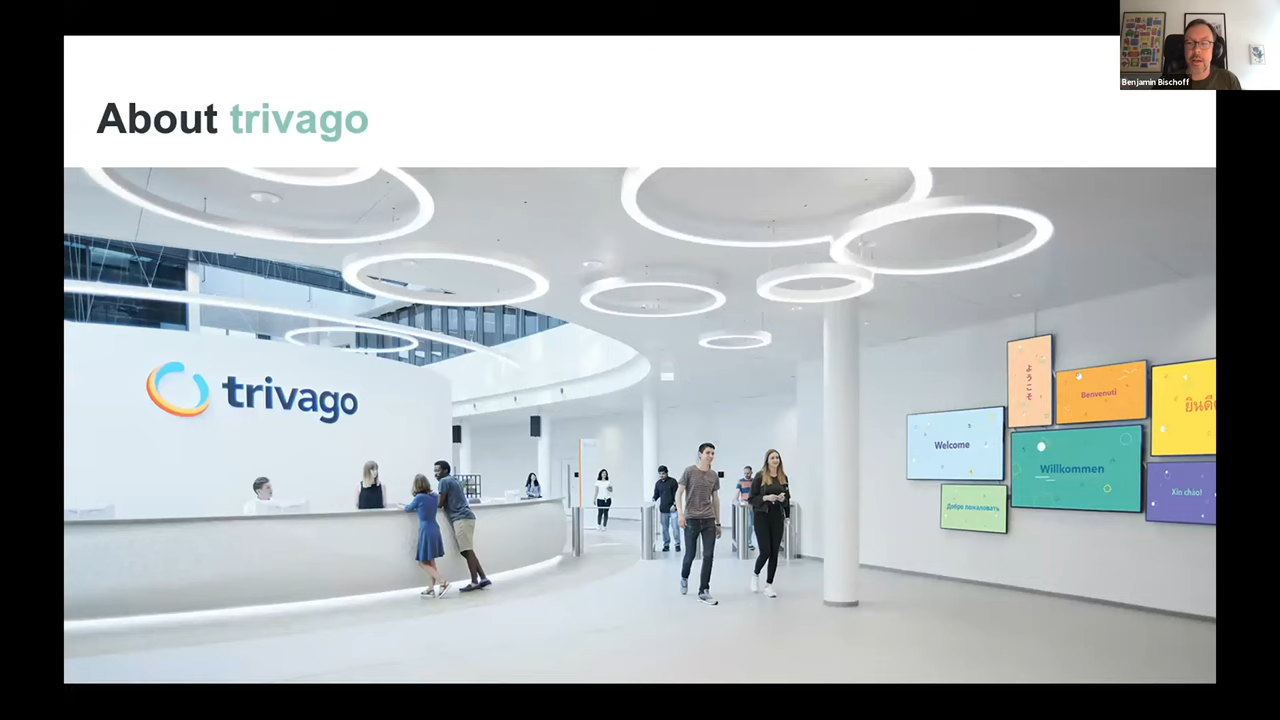 About trivago
Benjamin Bischoff
trivago
ようこそ
Benvenuti
ยินดี
Welcome
Willkommen
Xin chào!
Добро пожаловать